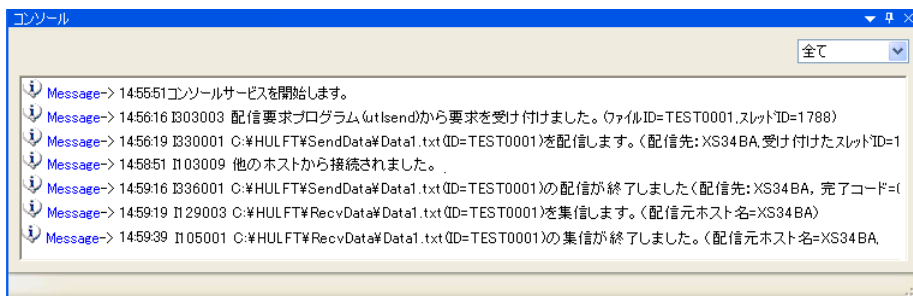 コンソール
全て
Message-> 14:55:51コンソールサービスを開始します。
Message-> 14:56:16 I303003 配信要求プログラム(utlsend)から要求を受け付けました。(ファイルID=TEST0001,スレッドID=1788)
Message-> 14:56:19 I330001 C:¥HULFT¥SendData¥Data1.txt(ID=TEST0001)を配信します。(配信先:XS34BA,受け付けたスレッドID=1
Message-> 14:58:51 I103009 他のホストから接続されました。
Message-> 14:59:16 I336001 C:¥HULFT¥SendData¥Data1.txt(ID=TEST0001)の配信が終了しました(配信先:XS34BA, 完了コード=0
Message-> 14:59:19 I129003 C:¥HULFT¥RecvData¥Data1.txt(ID=TEST0001)を集信します。(配信元ホスト名=XS34BA)
Message-> 14:59:39 I105001 C:¥HULFT¥RecvData¥Data1.txt(ID=TEST0001)の集信が終了しました。(配信元ホスト名=XS34BA,